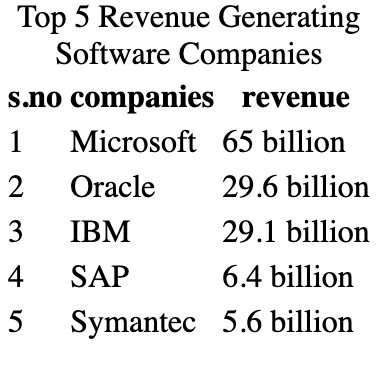 Top 5 Revenue Generating
Software Companies
s.no companies revenue
1 Microsoft 65 billion
2 Oracle 29.6 billion
3 IBM 29.1 billion
4 SAP 6.4 billion
5 Symantec 5.6 billion